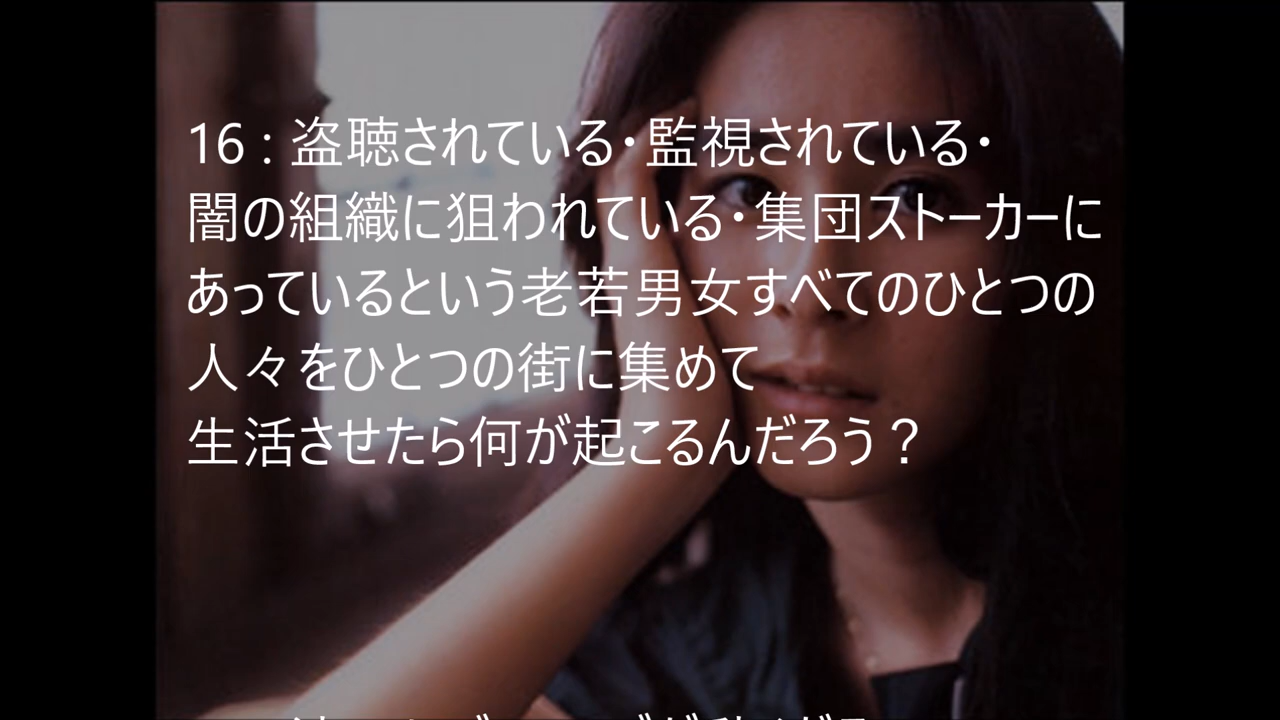 16 : 盗聴されている・監視されている・
闇の組織に狙われている・集団ストーカーに
あっているという老若男女すべてのひとつの
人々をひとつの街に集めて
生活させたら何が起こるんだろう？